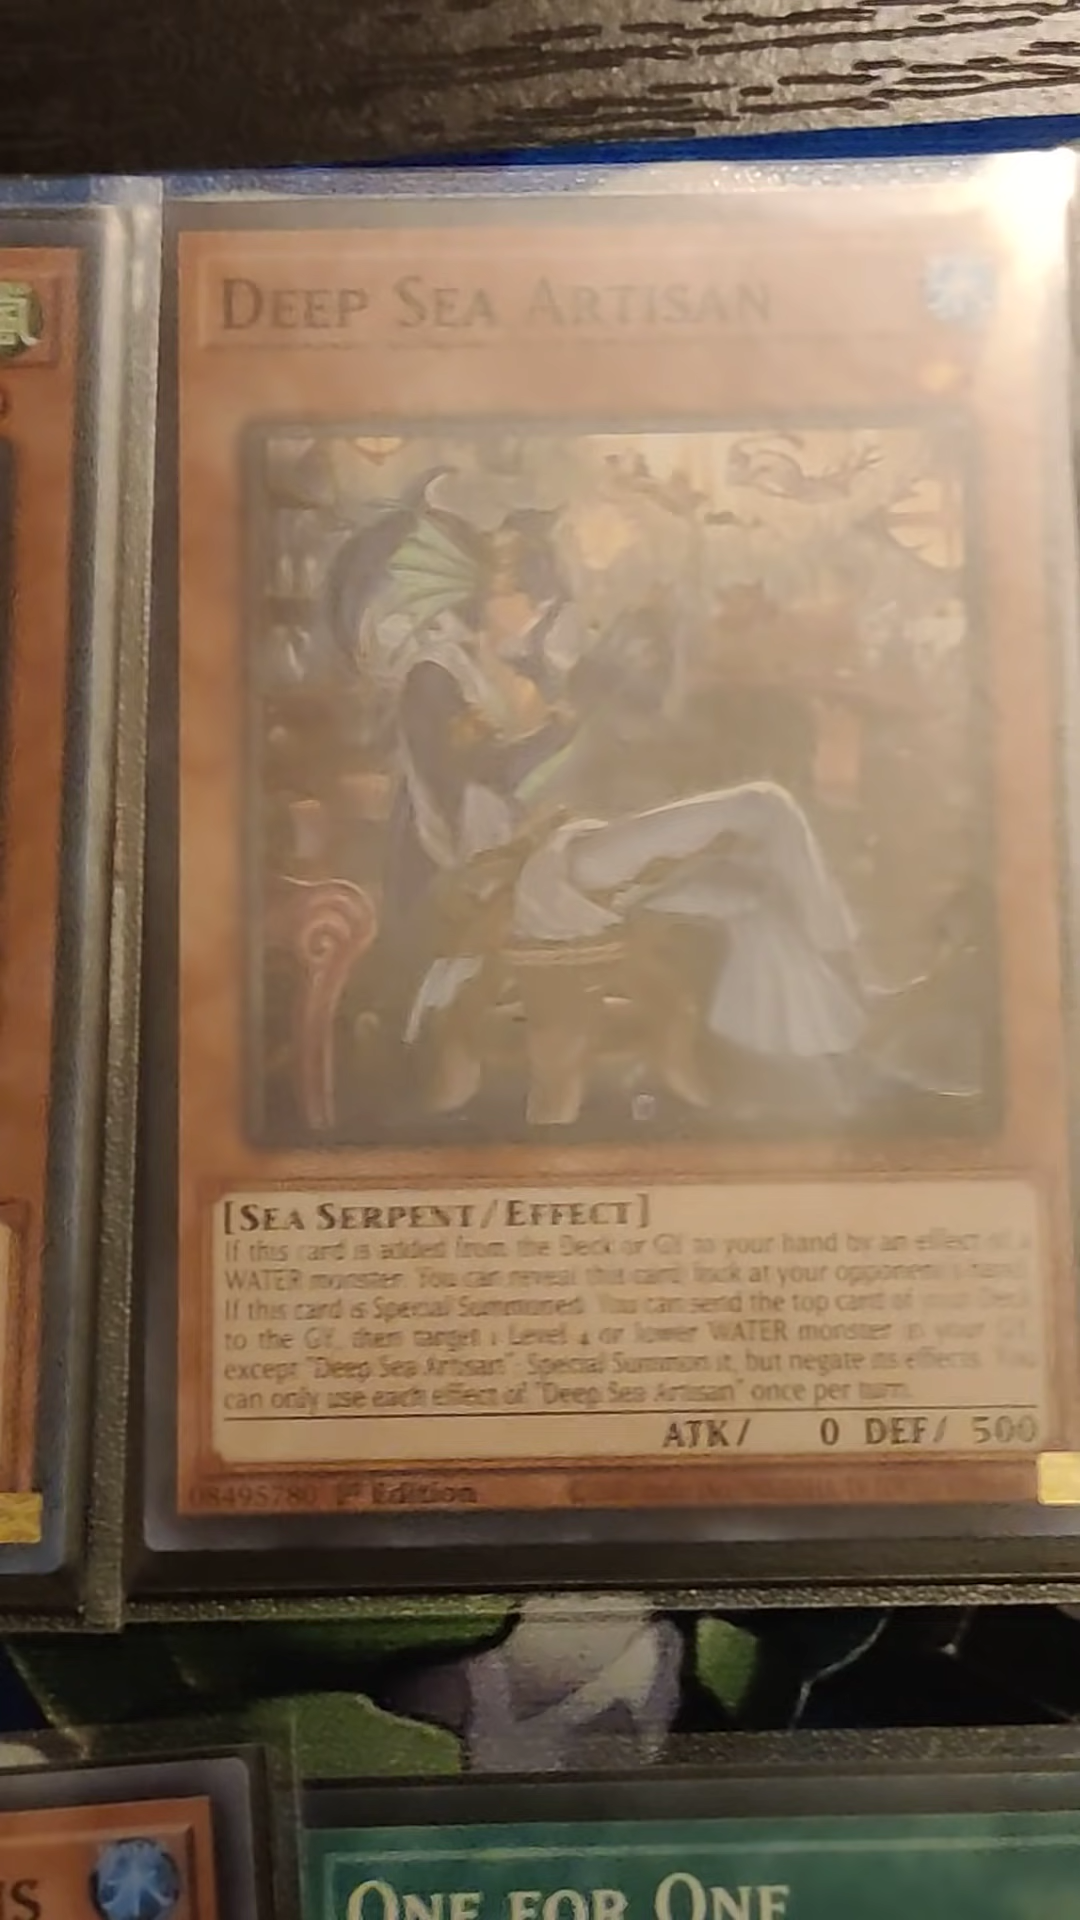 DEEP SEA ARTISAN
[SEA SERPENT/EFFECT]
If this card is added from the Deck or GY to your hand by an effect of a
WATER monster: You can reveal this card; look at your opponent's hand.
If this card is Special Summoned: You can send the top card of your Deck
to the GY, then target 1 Level 4 or lower WATER monster in your GY,
except "Deep Sea Artisan"; Special Summon it, but negate its effects. You
can only use each effect of "Deep Sea Artisan" once per turn.
ATK/ 0 DEF/ 500
08495780 1st Edition
NS
ONE FOR ONE